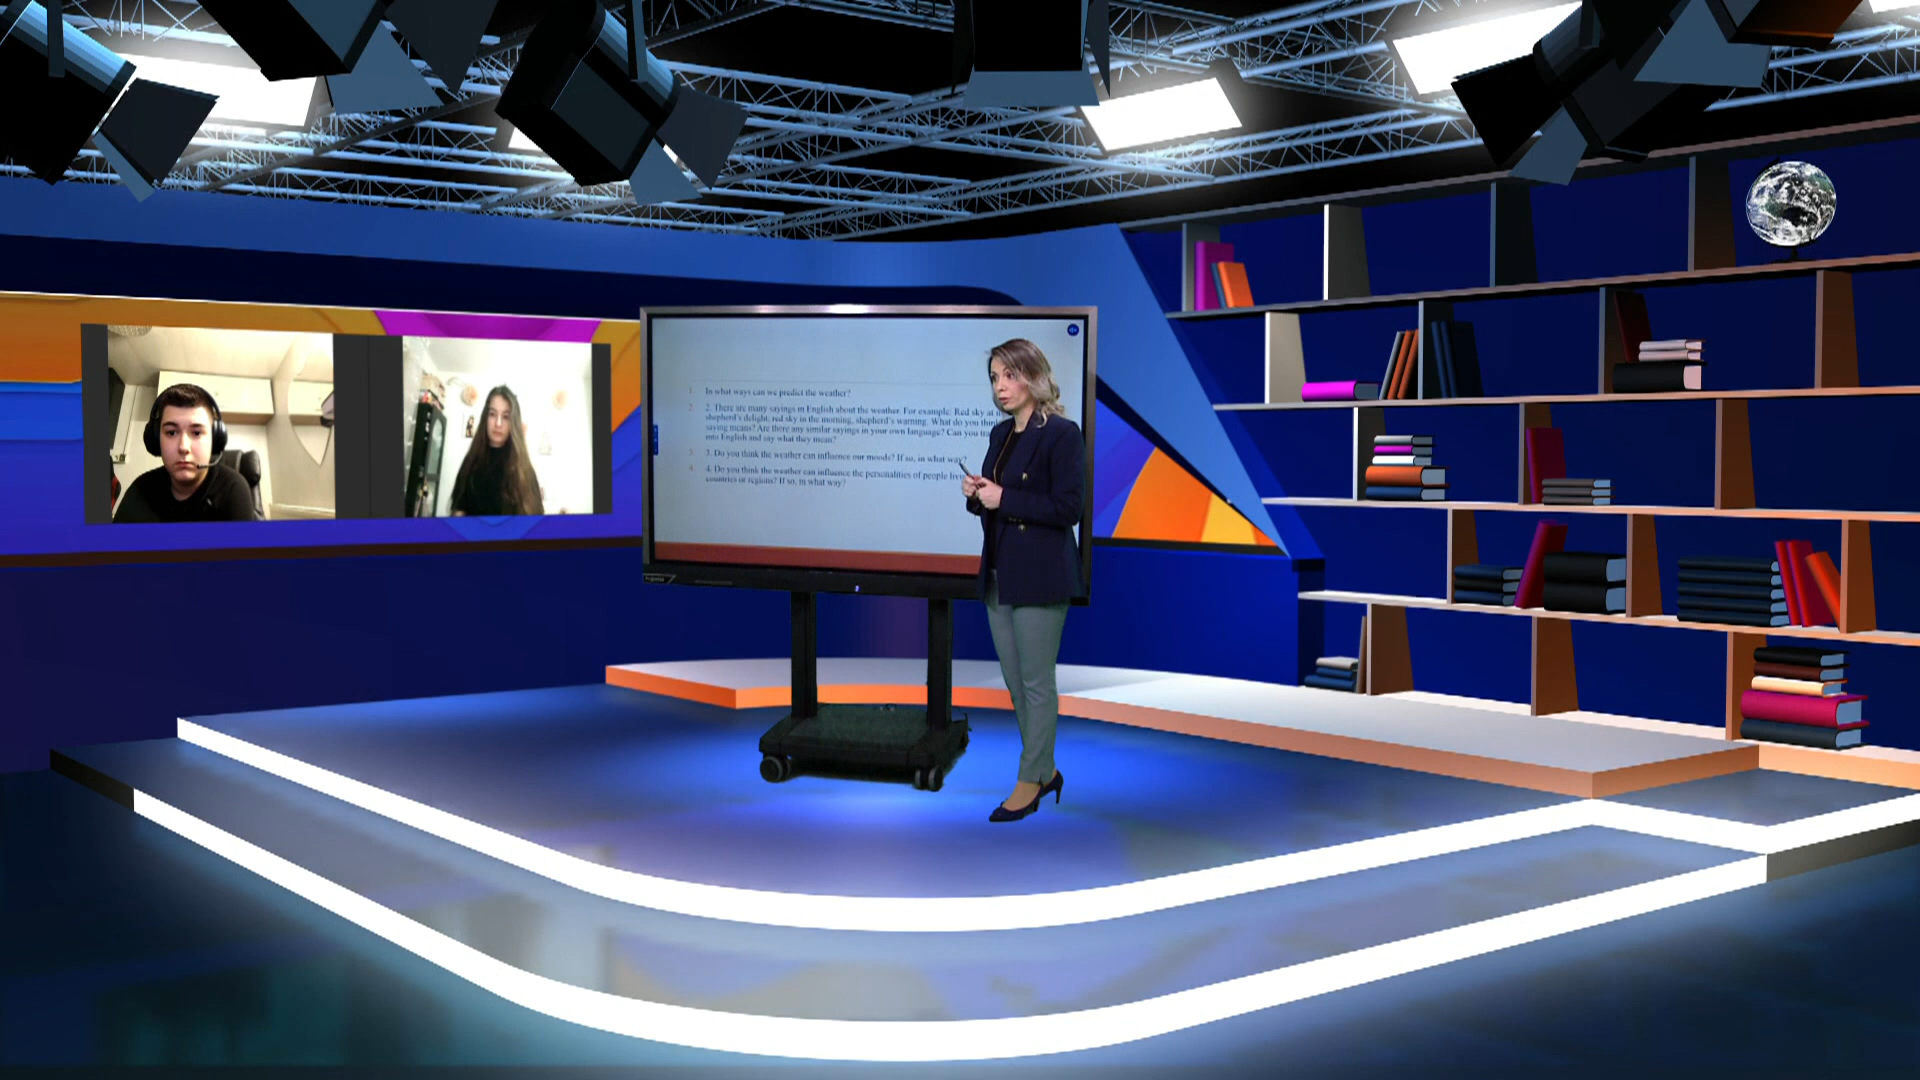 1 In what ways can we predict the weather?
2 2. There are many sayings in English about the weather. For example: Red sky at
shepherd's delight, red sky in the morning, shepherd's warning. What do you think
saying means? Are there any similar sayings in your own language? Can you
into English and say what they mean?
3 3. Do you think the weather can influence our moods? If so, in what way?
4 4. Do you think the weather can influence the personalities of people
countries or regions? If so, in what way?